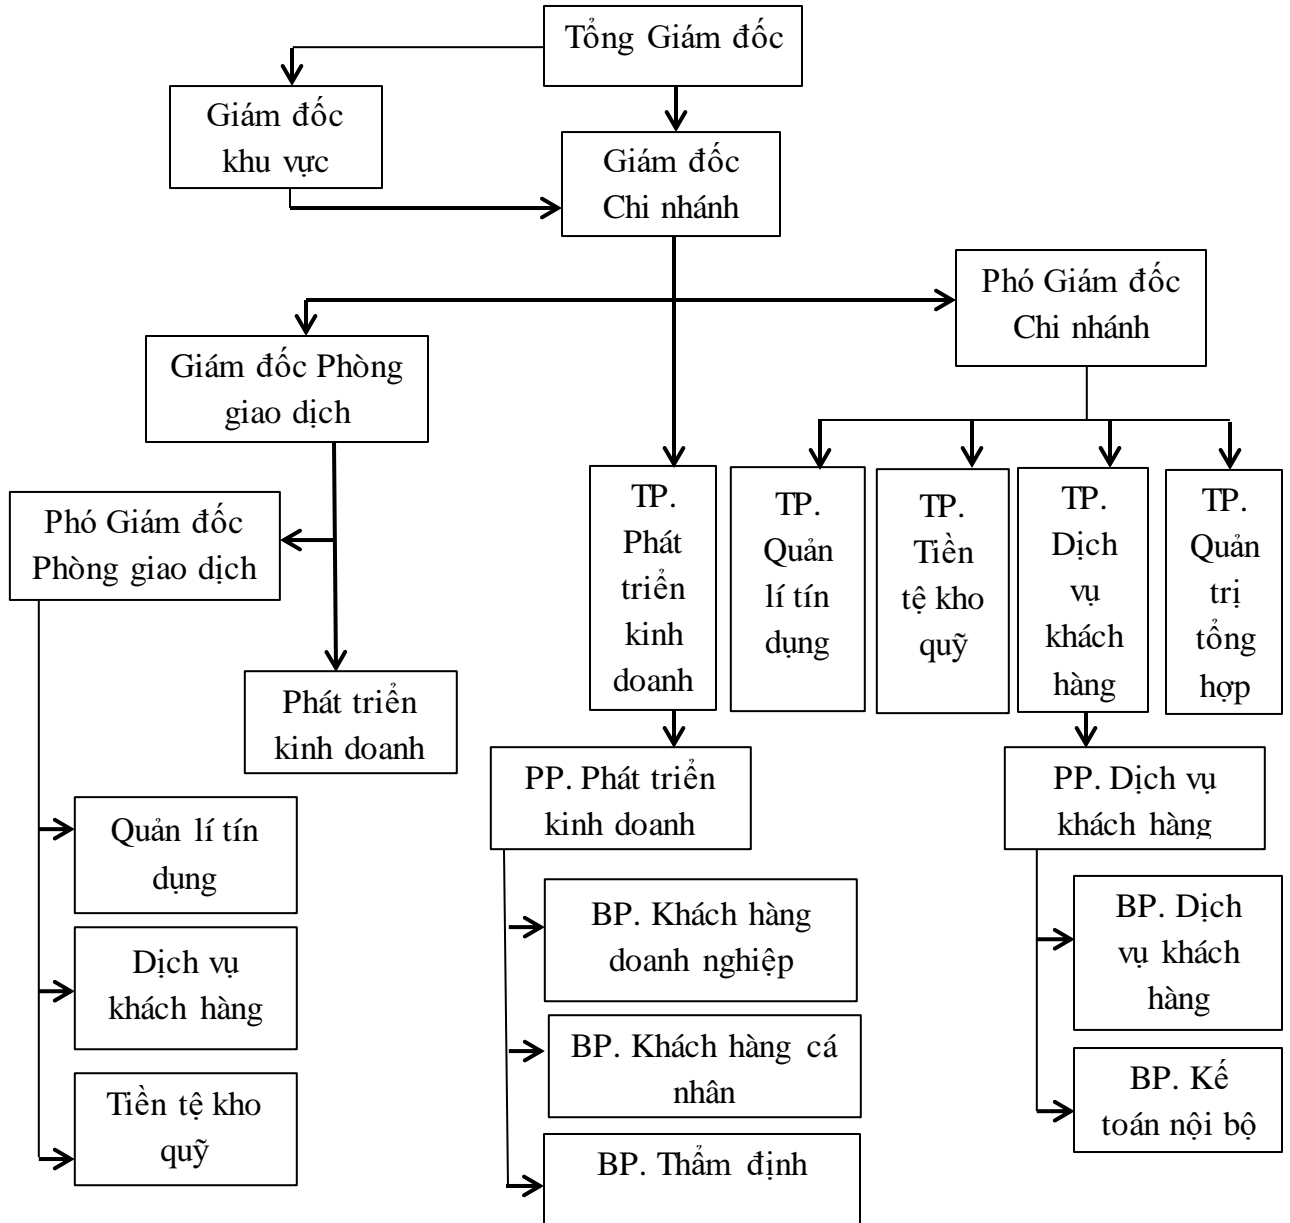 Tổng Giám đốc
Giám đốc
khu vực
Giám đốc
Chi nhánh
Phó Giám đốc
Chi nhánh
Giám đốc Phòng
giao dịch
Phó Giám đốc
Phòng giao dịch
Phát triển
kinh doanh
Quản lí tín
dụng
Dịch vụ
khách hàng
Tiền tệ kho
quỹ
TP.
Phát
triển
kinh
doanh
TP.
Quản
lí tín
dụng
TP.
Tiền
tệ kho
quỹ
TP.
Dịch
vụ
khách
hàng
TP.
Quản
trị
tổng
hợp
PP. Phát triển
kinh doanh
BP. Khách hàng
doanh nghiệp
BP. Khách hàng cá
nhân
BP. Thẩm định
PP. Dịch vụ
khách hàng
BP. Dịch
vụ khách
hàng
BP. Kế
toán nội bộ